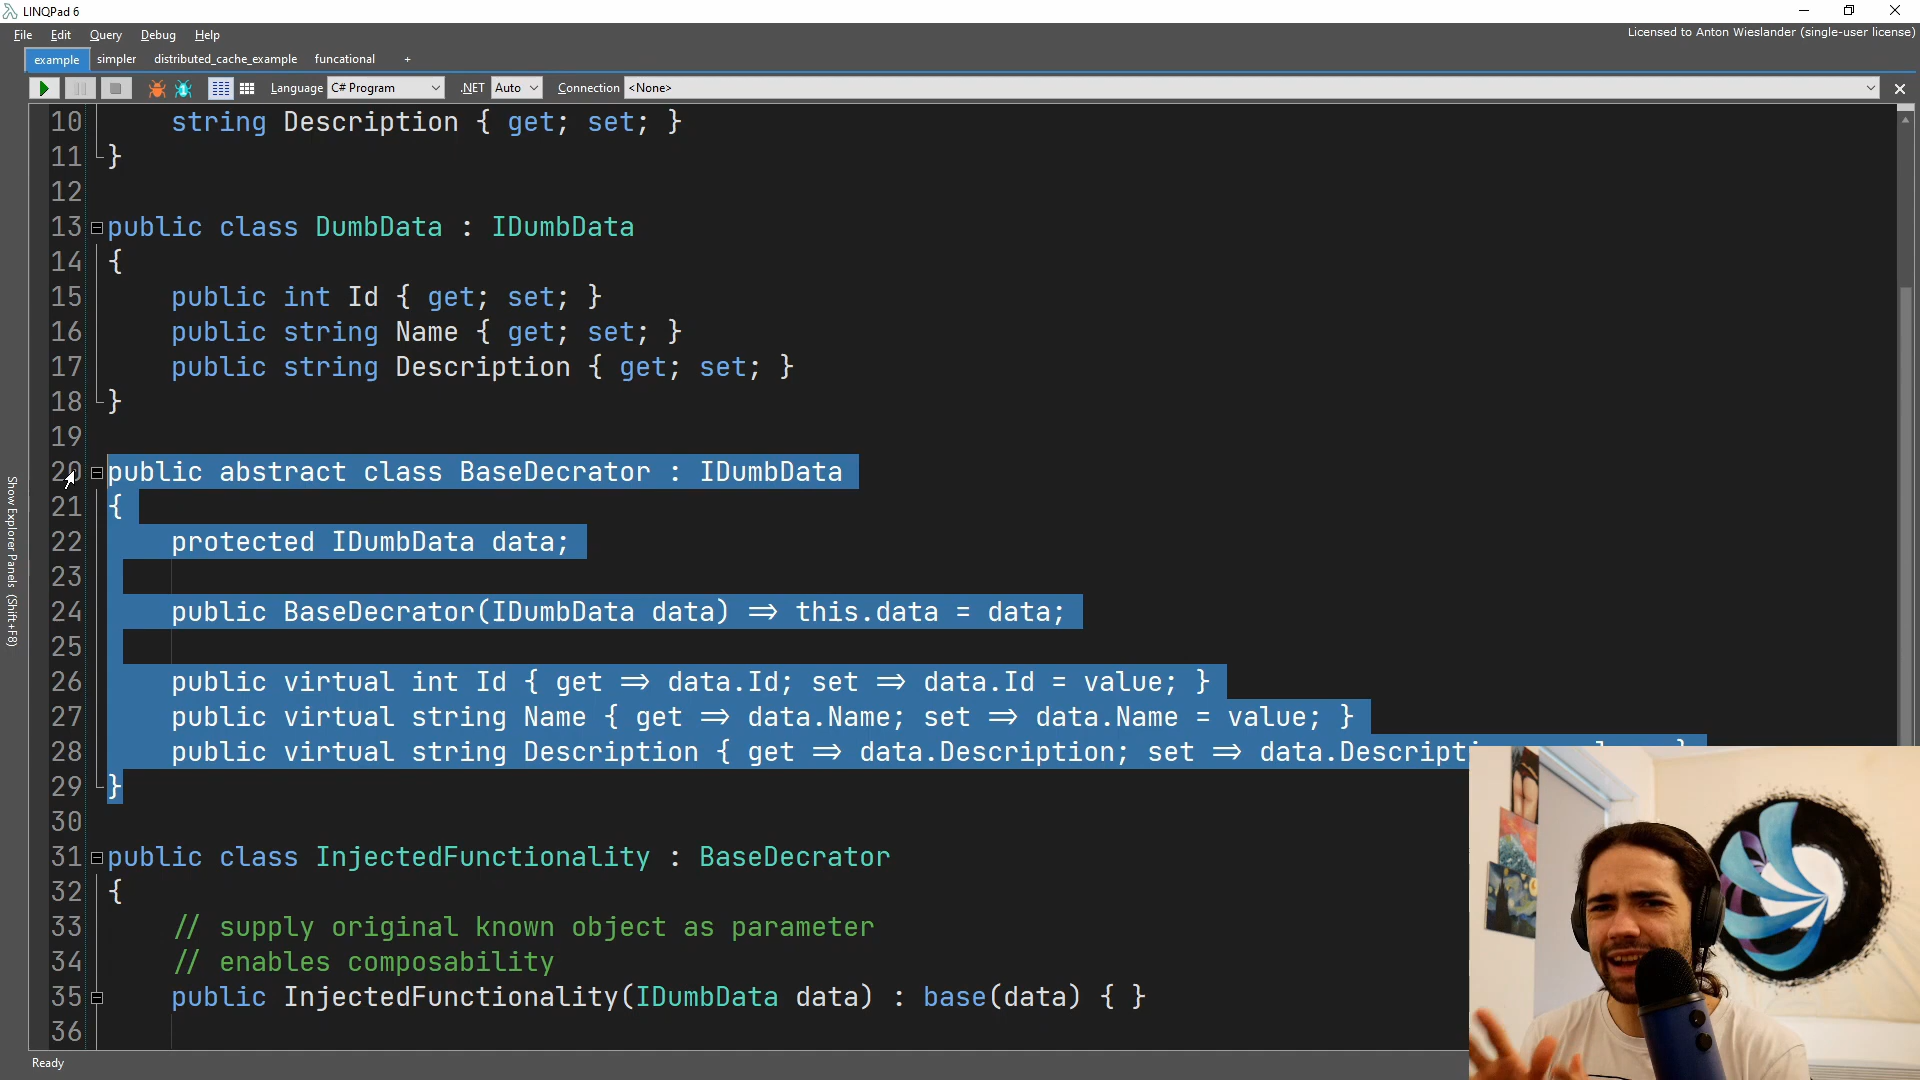 LINQPad 6
File Edit Query Debug Help
Licensed to Anton Wieslander (single-user license)
example simpler distributed_cache_example funcational +
Language C# Program .NET Auto Connection <None>
10 string Description { get; set; }
11 }
12
13 public class DumbData : IDumbData
14 {
15 public int Id { get; set; }
16 public string Name { get; set; }
17 public string Description { get; set; }
18 }
19
20 public abstract class BaseDecrator : IDumbData
21 {
22 protected IDumbData data;
23
24 public BaseDecrator(IDumbData data) => this.data = data;
25
26 public virtual int Id { get => data.Id; set => data.Id = value; }
27 public virtual string Name { get => data.Name; set => data.Name = value; }
28 public virtual string Description { get => data.Description; set => data.Descript
29 }
30
31 public class InjectedFunctionality : BaseDecrator
32 {
33 // supply original known object as parameter
34 // enables composability
35 public InjectedFunctionality(IDumbData data) : base(data) { }
36
Show Explorer Panels (Shift+F8)
Ready